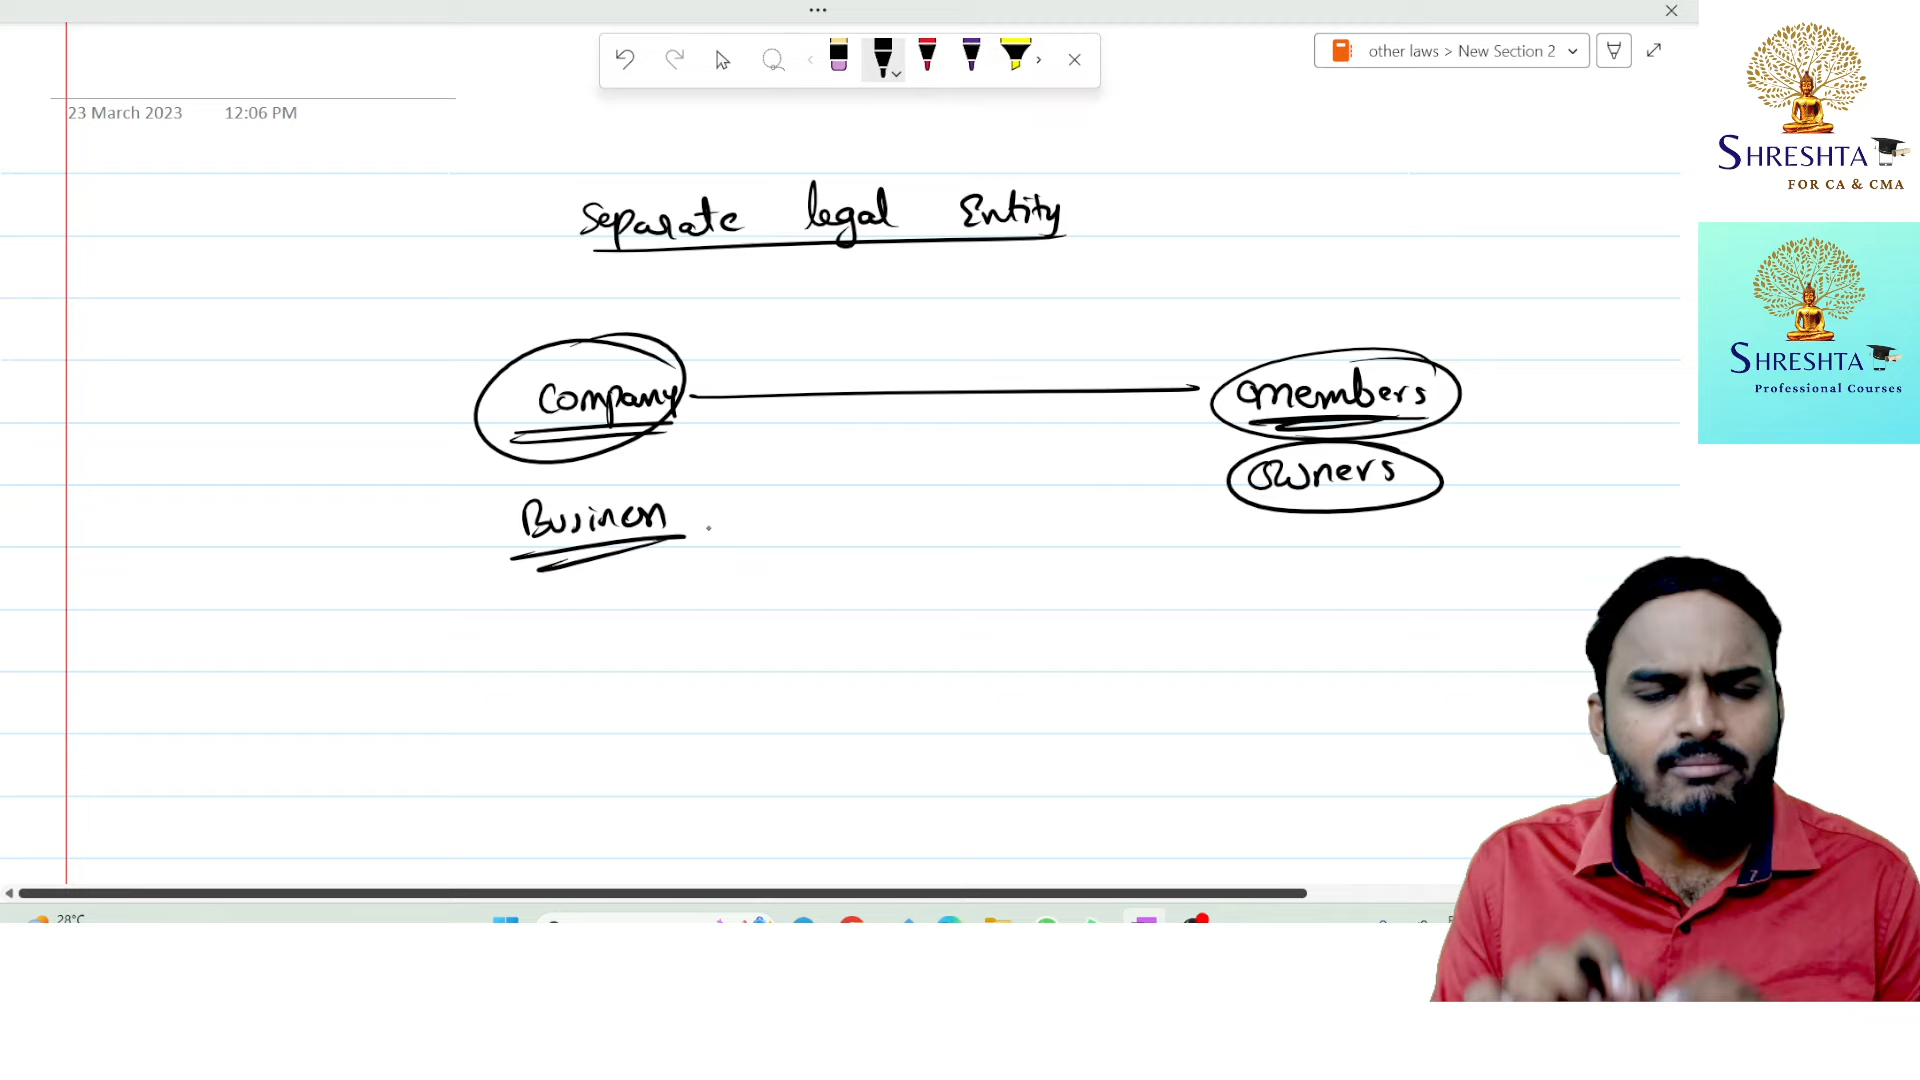 other laws > New Section 2
SHRESHTA
FOR CA & CMA
23 March 2023 12:06 PM
Separate legal Entity
SHRESHTA
Professional Courses
Company members
owners
Business
28°C